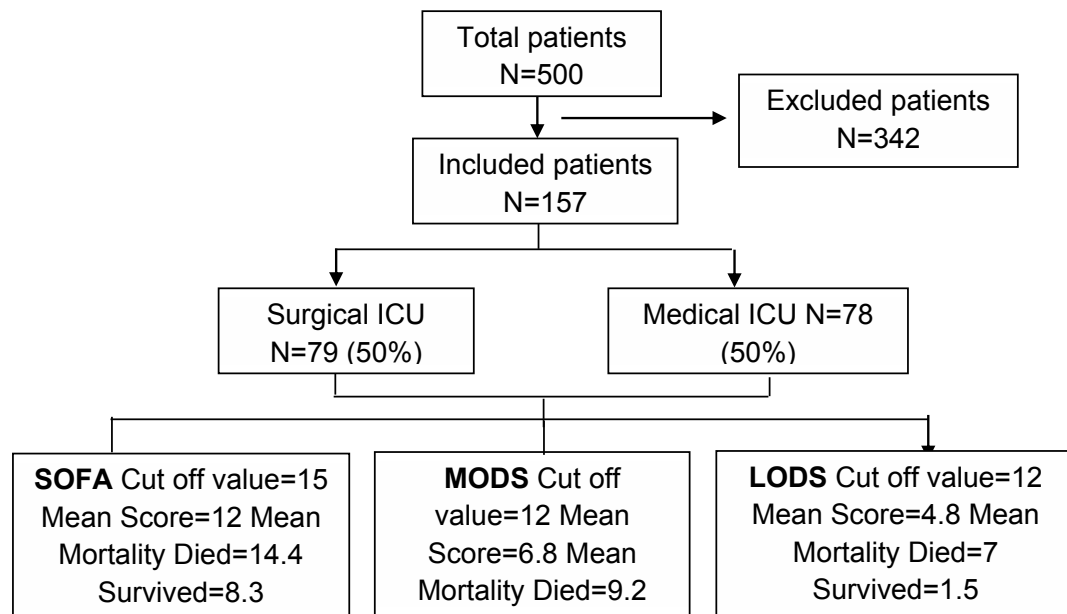 Total patients
N=500
Excluded patients
N=342
Included patients
N=157
Surgical ICU
N=79 (50%)
Medical ICU N=78
(50%)
SOFA Cut off value=15
Mean Score=12 Mean
Mortality Died=14.4
Survived=8.3
MODS Cut off
value=12 Mean
Score=6.8 Mean
Mortality Died=9.2
LODS Cut off value=12
Mean Score=4.8 Mean
Mortality Died=7
Survived=1.5